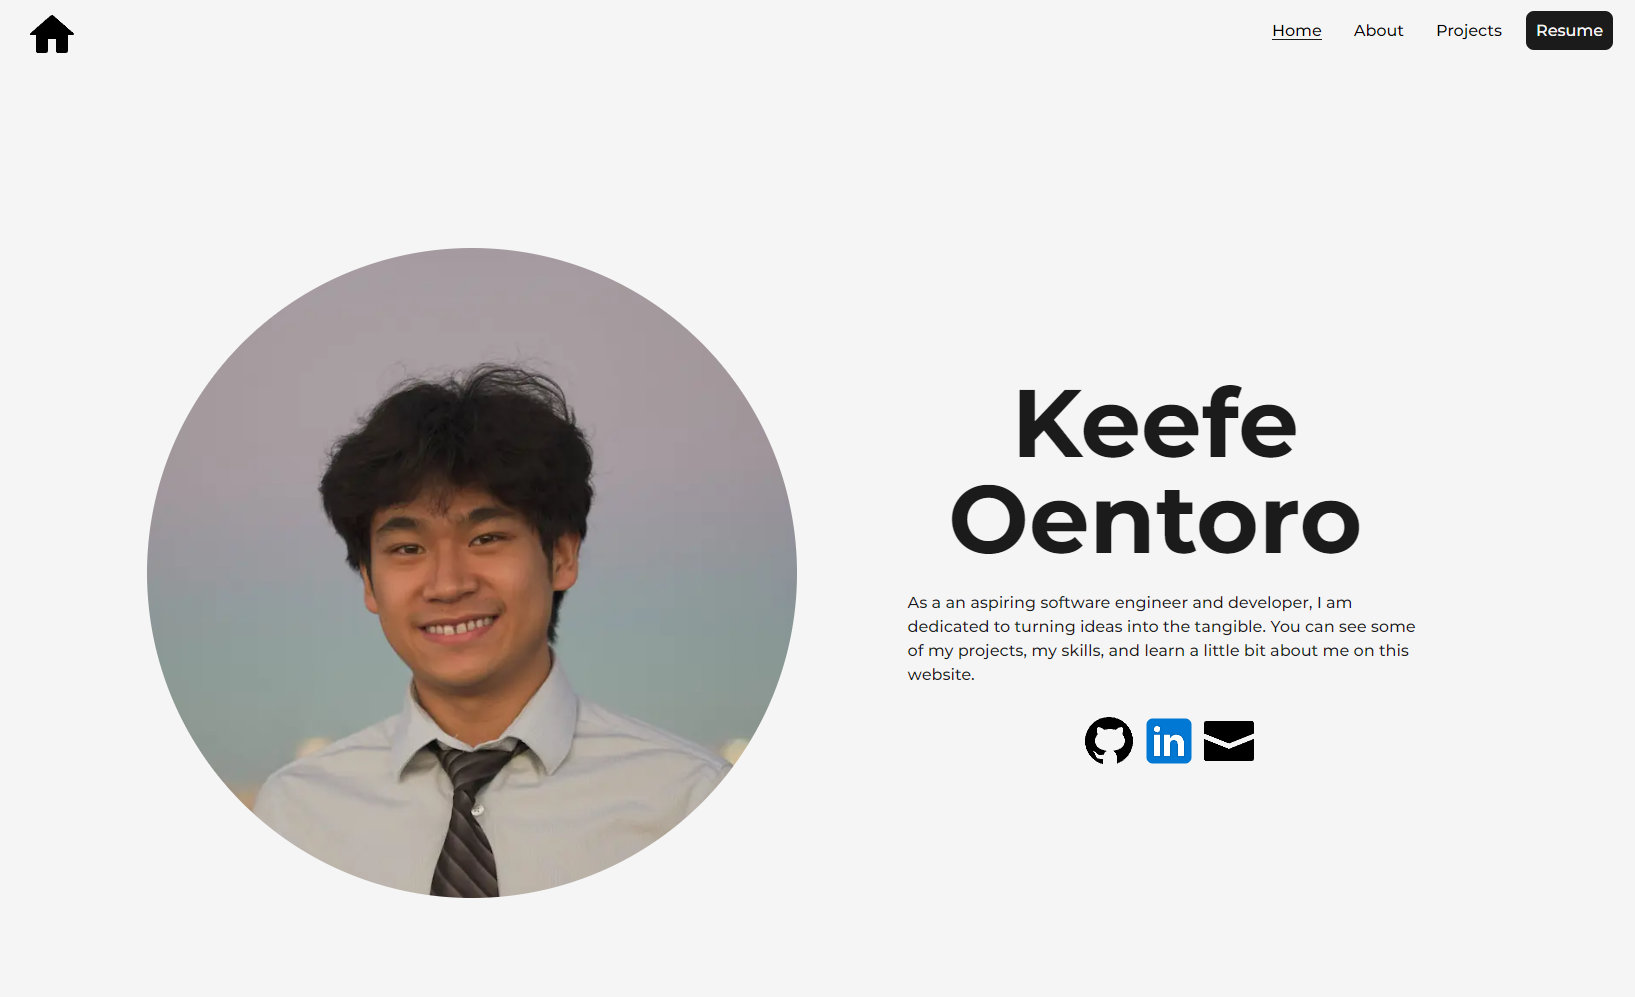 Home About Projects Resume
Keefe
Oentoro
As a an aspiring software engineer and developer, I am
dedicated to turning ideas into the tangible. You can see some
of my projects, my skills, and learn a little bit about me on this
website.
in